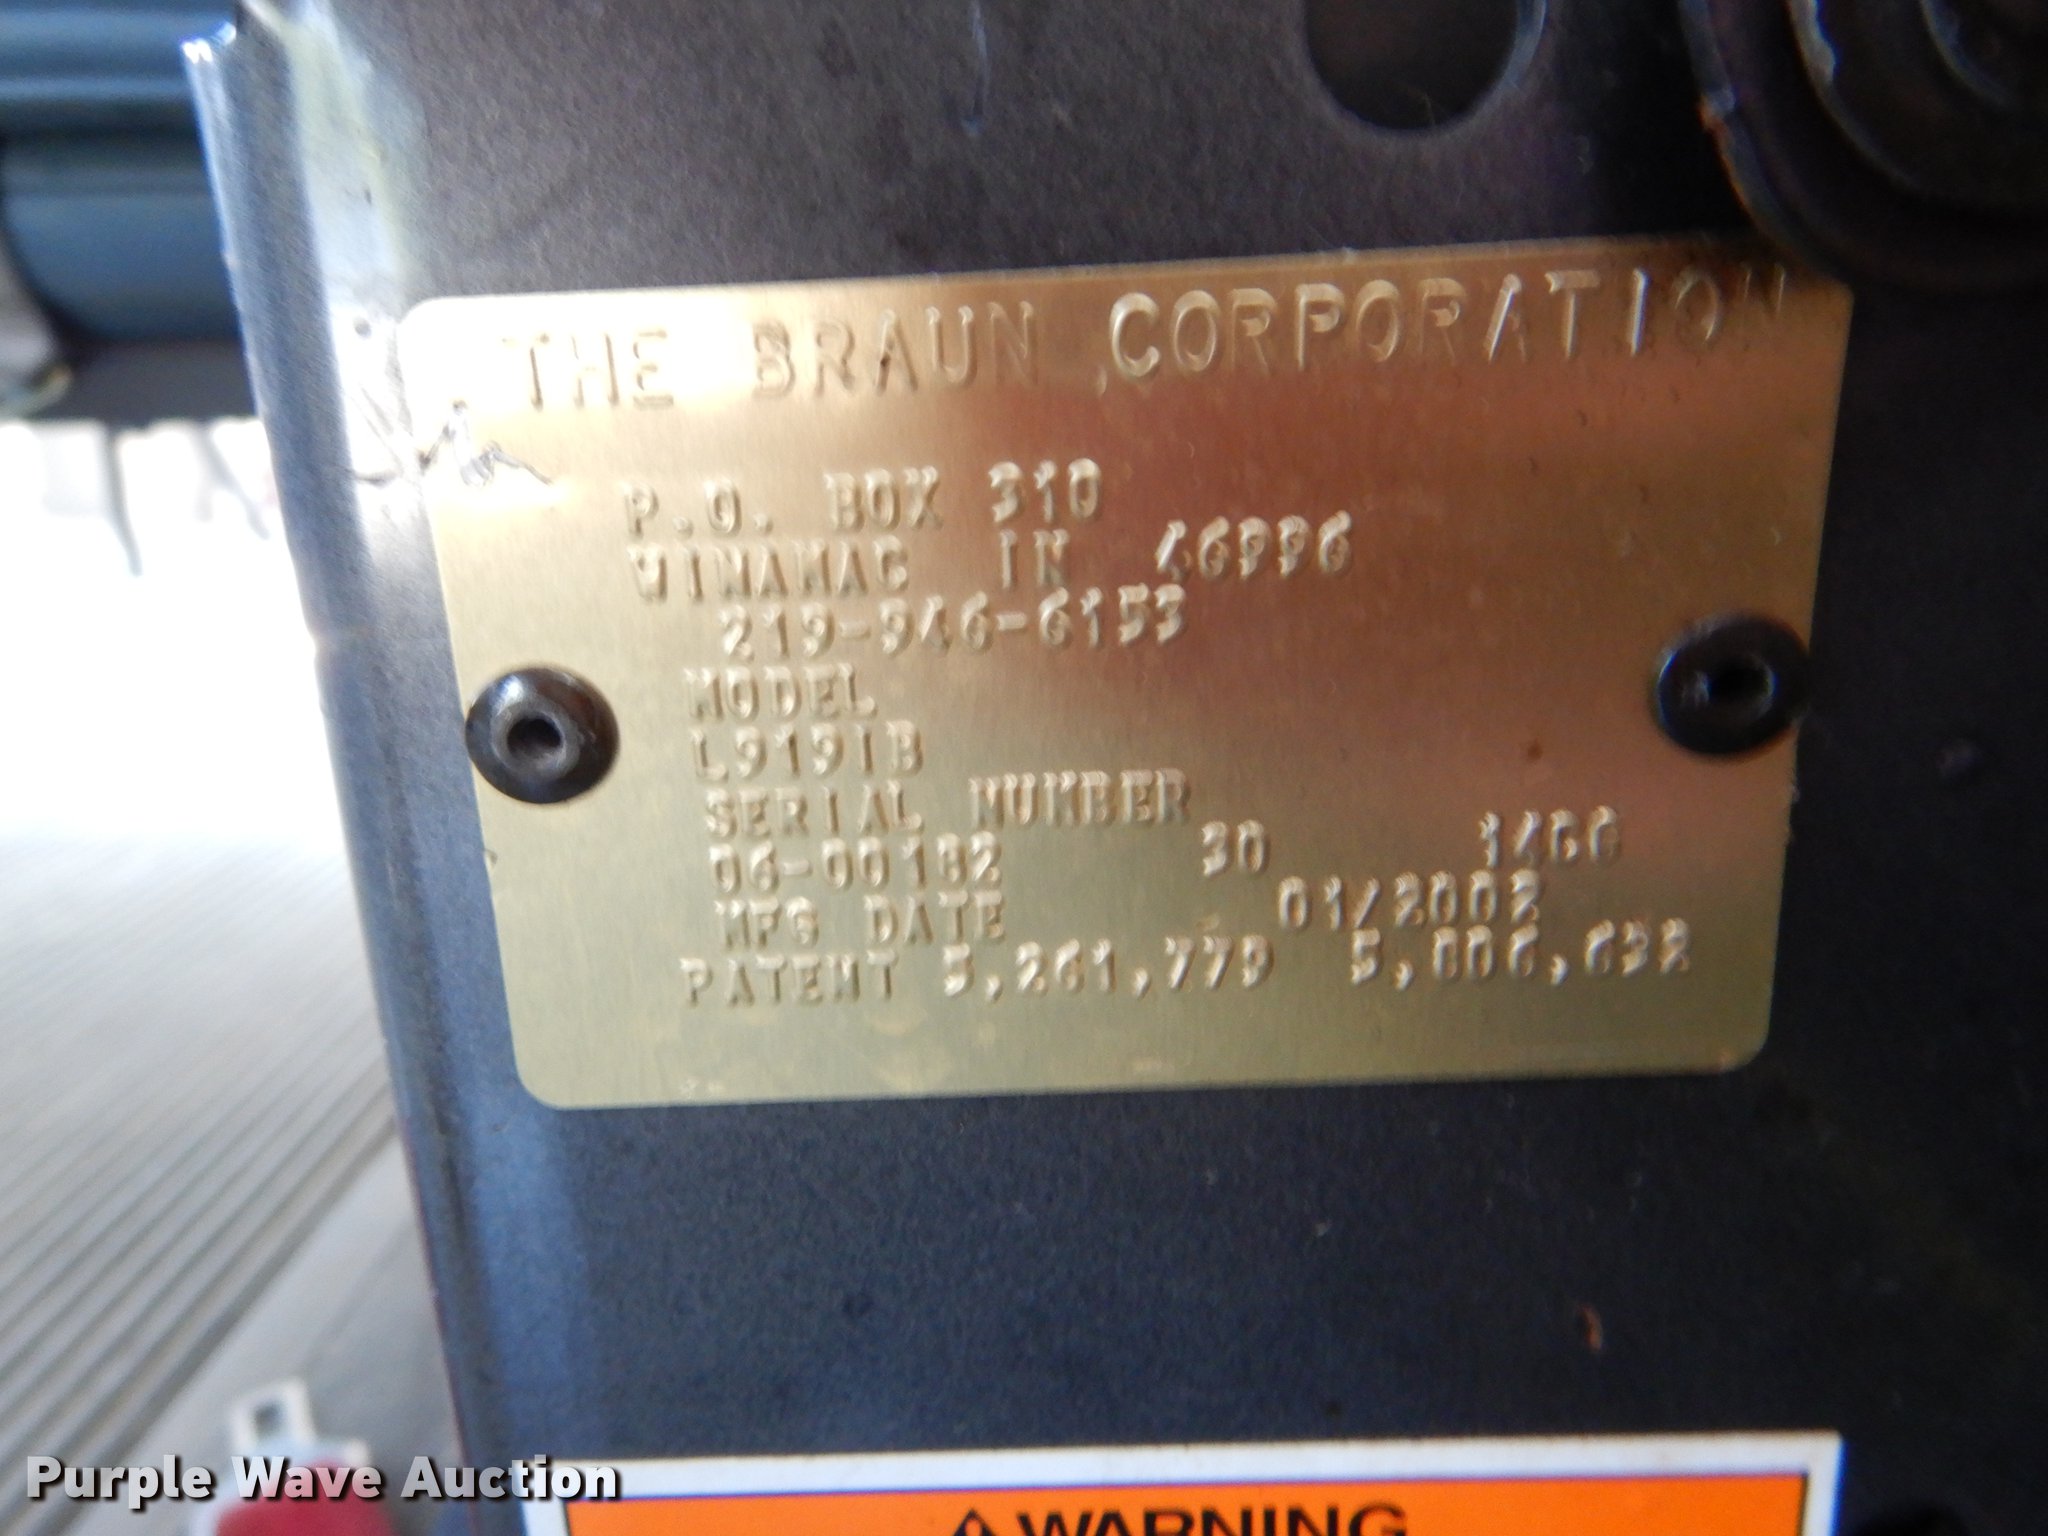 THE BRAUN CORPORATION
P.O. BOX 310
WINAMAC IN 46996
219-946-6153
MODEL
L919IB
SERIAL NUMBER
06-00182 30
MFG DATE 01/2002
PATENT 5,261,779 5,806,632
WARNING
Purple Wave Auction